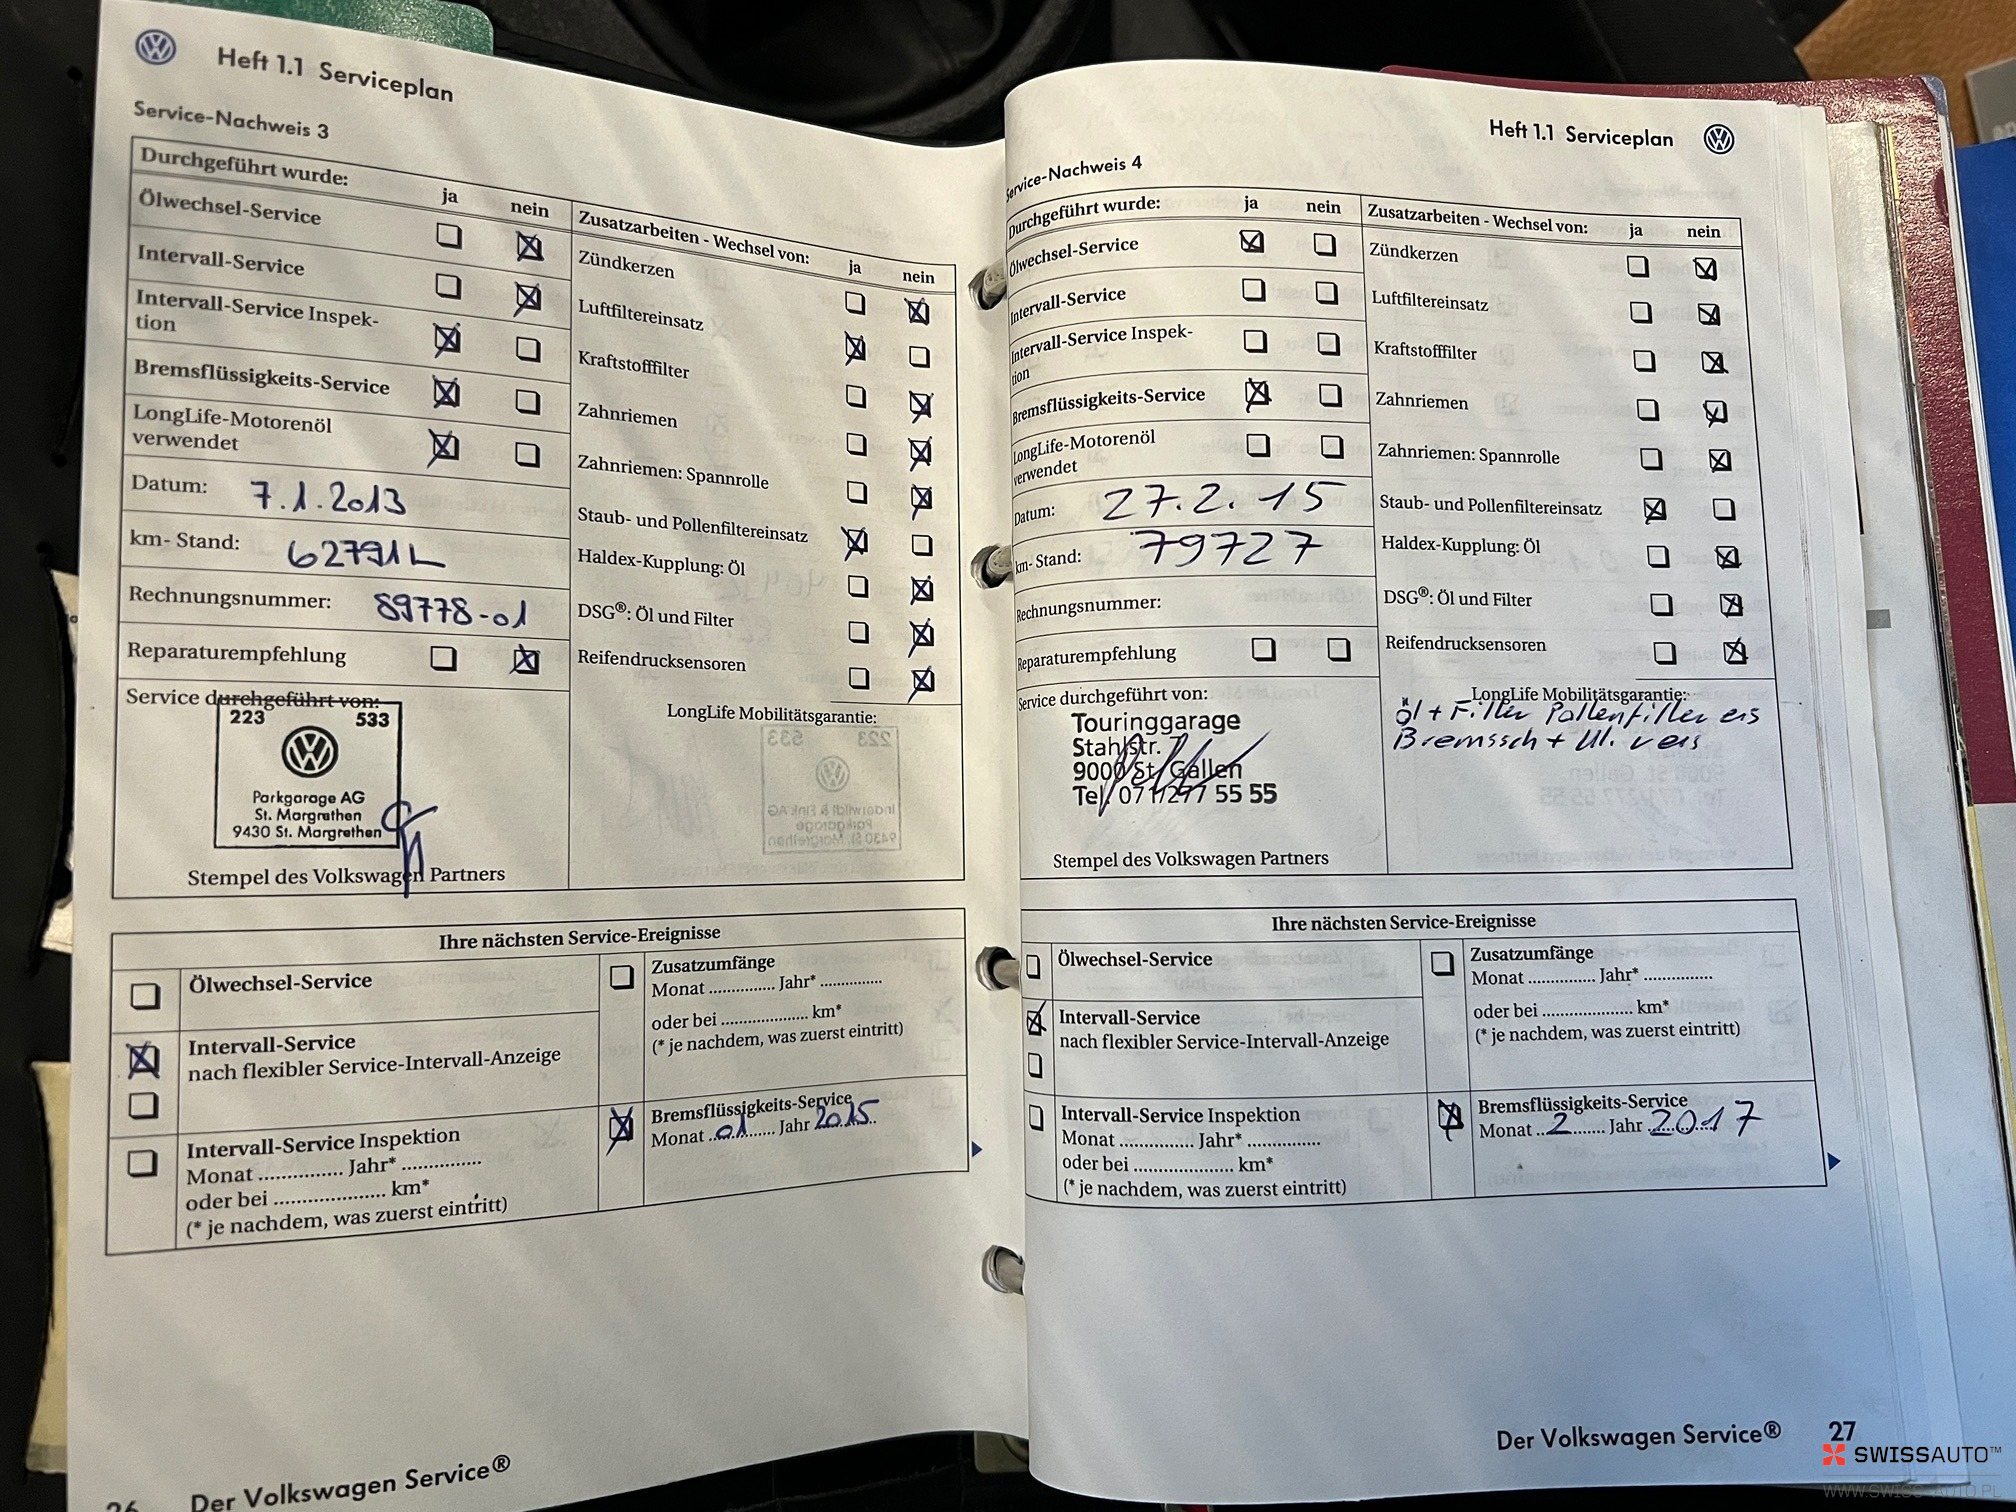 Heft 1.1 Serviceplan
Service-Nachweis 3
Durchgeführt wurde: ja nein
Ölwechsel-Service
Intervall-Service
Intervall-Service Inspek-
tion
Bremsflüssigkeits-Service
LongLife-Motorenöl
verwendet
Datum: 7.1.2013
km- Stand: 62791
Rechnungsnummer: 89778-01
Reparaturempfehlung
Service durchgeführt von:
223 533
Parkgarage AG
St. Margrethen
9430 St. Margrethen
Stempel des Volkswagen Partners
Zusatzarbeiten - Wechsel von: ja nein
Zündkerzen
Luftfiltereinsatz
Kraftstofffilter
Zahnriemen
Zahnriemen: Spannrolle
Staub- und Pollenfiltereinsatz
Haldex-Kupplung: Öl
DSG®: Öl und Filter
Reifendrucksensoren
LongLife Mobilitätsgarantie:
Ihre nächsten Service-Ereignisse
Ölwechsel-Service
Intervall-Service
nach flexibler Service-Intervall-Anzeige
Intervall-Service Inspektion
Monat .............. Jahr* .............
oder bei .................. km*
(* je nachdem, was zuerst eintritt)
Zusatzumfänge
Monat ............. Jahr* ............
oder bei .................. km*
(* je nachdem, was zuerst eintritt)
Bremsflüssigkeits-Service
Monat 01 Jahr 2015
26 Der Volkswagen Service®
Heft 1.1 Serviceplan
Service-Nachweis 4
Durchgeführt wurde: ja nein
Ölwechsel-Service
Intervall-Service
Intervall-Service Inspek-
tion
Bremsflüssigkeits-Service
LongLife-Motorenöl
verwendet
Datum: 27.2.15
km- Stand: 79727
Rechnungsnummer:
Reparaturempfehlung
Service durchgeführt von:
Touringgarage
Stahlstr. 7
9000 St. Gallen
Tel. 071/277 55 55
Stempel des Volkswagen Partners
Zusatzarbeiten - Wechsel von: ja nein
Zündkerzen
Luftfiltereinsatz
Kraftstofffilter
Zahnriemen
Zahnriemen: Spannrolle
Staub- und Pollenfiltereinsatz
Haldex-Kupplung: Öl
DSG®: Öl und Filter
Reifendrucksensoren
LongLife Mobilitätsgarantie:
öl + Filter Pollenfilter ers
Bremssch +
Ihre nächsten Service-Ereignisse
Ölwechsel-Service
Intervall-Service
nach flexibler Service-Intervall-Anzeige
Intervall-Service Inspektion
Monat .............. Jahr* .............
oder bei .................. km*
(* je nachdem, was zuerst eintritt)
Zusatzumfänge
Monat ............. Jahr* .............
oder bei .................. km*
(* je nachdem, was zuerst eintritt)
Bremsflüssigkeits-Service
Monat 2 Jahr 2017
Der Volkswagen Service® 27
SWISSAUTO™
WWW.SWISS-AUTO.PL